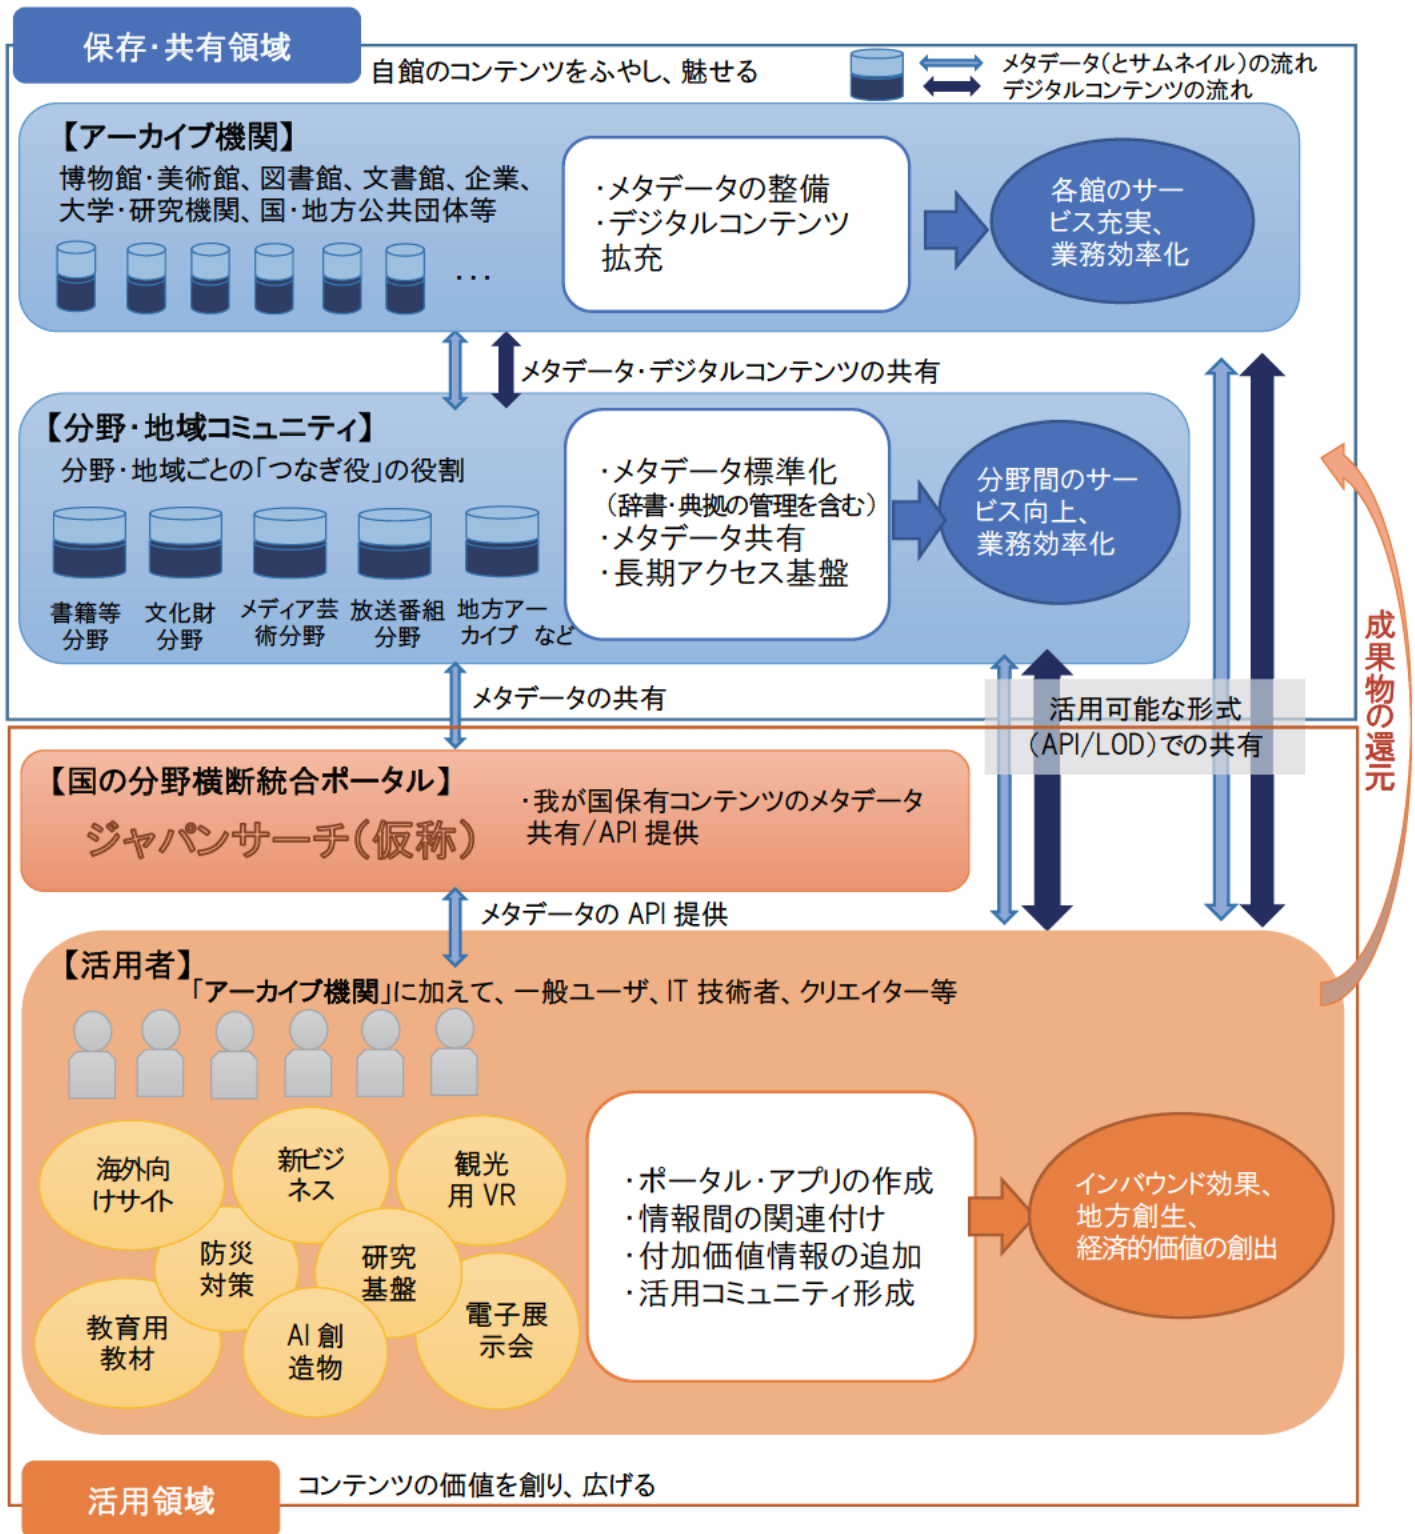 保存・共有領域
自館のコンテンツをふやし、魅せる
メタデータ(とサムネイル)の流れ
デジタルコンテンツの流れ
【アーカイブ機関】
博物館・美術館、図書館、文書館、企業、
大学・研究機関、国・地方公共団体等
…
・メタデータの整備
・デジタルコンテンツ
拡充
各館のサー
ビス充実、
業務効率化
メタデータ・デジタルコンテンツの共有
【分野・地域コミュニティ】
分野・地域ごとの「つなぎ役」の役割
書籍等
分野
文化財
分野
メディア芸
術分野
放送番組
分野
地方アー
カイブ など
・メタデータ標準化
（辞書・典拠の管理を含む）
・メタデータ共有
・長期アクセス基盤
分野間のサー
ビス向上、
業務効率化
メタデータの共有
活用可能な形式
（API/LOD）での共有
成果物の還元
【国の分野横断統合ポータル】
ジャパンサーチ（仮称）
・我が国保有コンテンツのメタデータ
共有/API 提供
メタデータの API 提供
【活用者】
「アーカイブ機関」に加えて、一般ユーザ、IT 技術者、クリエイター等
海外向
けサイト
新ビジ
ネス
観光
用 VR
防災
対策
研究
基盤
教育用
教材
AI 創
造物
電子展
示会
・ポータル・アプリの作成
・情報間の関連付け
・付加価値情報の追加
・活用コミュニティ形成
インバウンド効果、
地方創生、
経済的価値の創出
活用領域
コンテンツの価値を創り、広げる